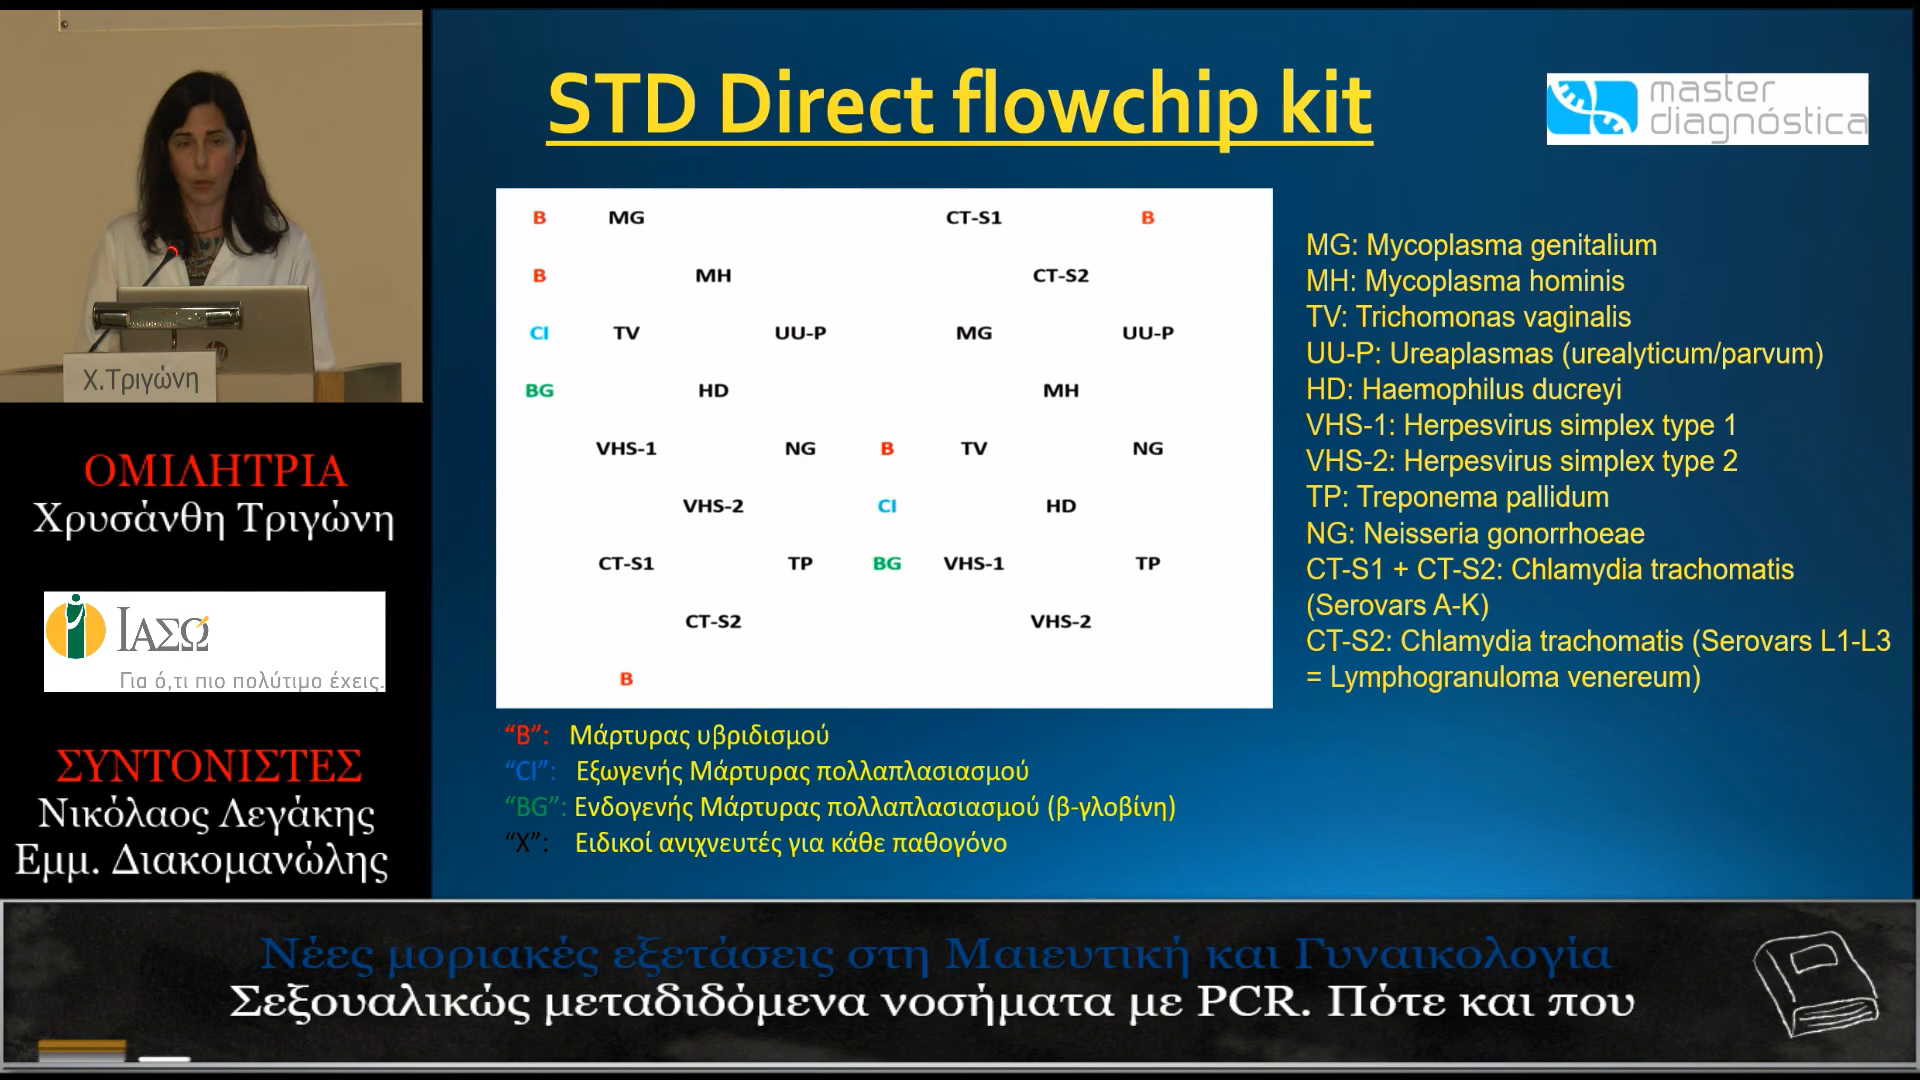 STD Direct flowchip kit
master
diagnóstica
B MG CT-S1 B
B MH CT-S2
CI TV UU-P MG UU-P
BG HD MH
VHS-1 NG B TV NG
VHS-2 CI HD
CT-S1 TP BG VHS-1 TP
CT-S2 VHS-2
B
MG: Mycoplasma genitalium
MH: Mycoplasma hominis
TV: Trichomonas vaginalis
UU-P: Ureaplasmas (urealyticum/parvum)
HD: Haemophilus ducreyi
VHS-1: Herpesvirus simplex type 1
VHS-2: Herpesvirus simplex type 2
TP: Treponema pallidum
NG: Neisseria gonorrhoeae
CT-S1 + CT-S2: Chlamydia trachomatis
(Serovars A-K)
CT-S2: Chlamydia trachomatis (Serovars L1-L3
= Lymphogranuloma venereum)
“B”: Μάρτυρας υβριδισμού
“CI”: Εξωγενής Μάρτυρας πολλαπλασιασμού
“BG”: Ενδογενής Μάρτυρας πολλαπλασιασμού (β-γλοβίνη)
“X”: Ειδικοί ανιχνευτές για κάθε παθογόνο
Χ.Τριγώνη
hp
ΟΜΙΛΗΤΡΙΑ
Χρυσάνθη Τριγώνη
ΙΑΣΩ
Για ό,τι πιο πολύτιμο έχεις.
ΣΥΝΤΟΝΙΣΤΕΣ
Νικόλαος Λεγάκης
Εμμ. Διακομανώλης
Νέες μοριακές εξετάσεις στη Μαιευτική και Γυναικολογία
Σεξουαλικώς μεταδιδόμενα νοσήματα με PCR. Πότε και που